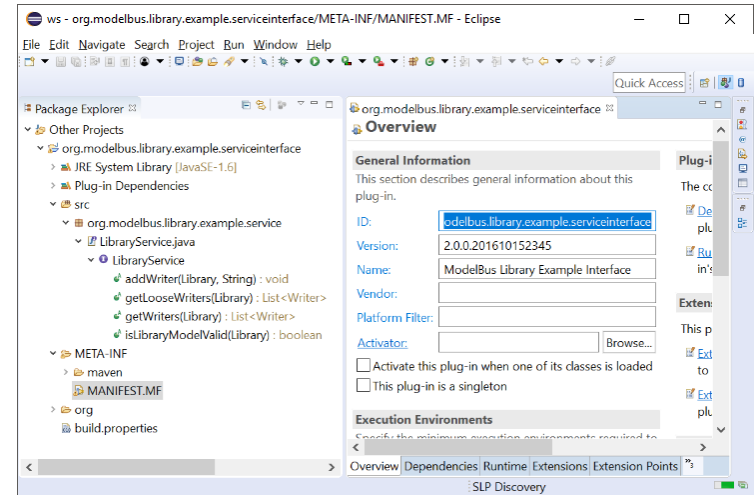 ws - org.modelbus.library.example.serviceinterface/META-INF/MANIFEST.MF - Eclipse
File Edit Navigate Search Project Run Window Help
Quick Access
Package Explorer
Other Projects
org.modelbus.library.example.serviceinterface
JRE System Library [JavaSE-1.6]
Plug-in Dependencies
src
org.modelbus.library.example.service
LibraryService.java
LibraryService
addWriter(Library, String) : void
getLooseWriters(Library) : List<Writer>
getWriters(Library) : List<Writer>
isLibraryModelValid(Library) : boolean
META-INF
maven
MANIFEST.MF
org
build.properties
org.modelbus.library.example.serviceinterface
Overview
General Information
This section describes general information about this
plug-in.
ID: odelbus.library.example.serviceinterface
Version: 2.0.0.201610152345
Name: ModelBus Library Example Interface
Vendor:
Platform Filter:
Activator: Browse...
Activate this plug-in when one of its classes is loaded
This plug-in is a singleton
Execution Environments
Plug-i
The co
De
plu
Ru
in's
Exten
This p
Ext
to
Ext
plu
Overview Dependencies Runtime Extensions Extension Points »3
SLP Discovery